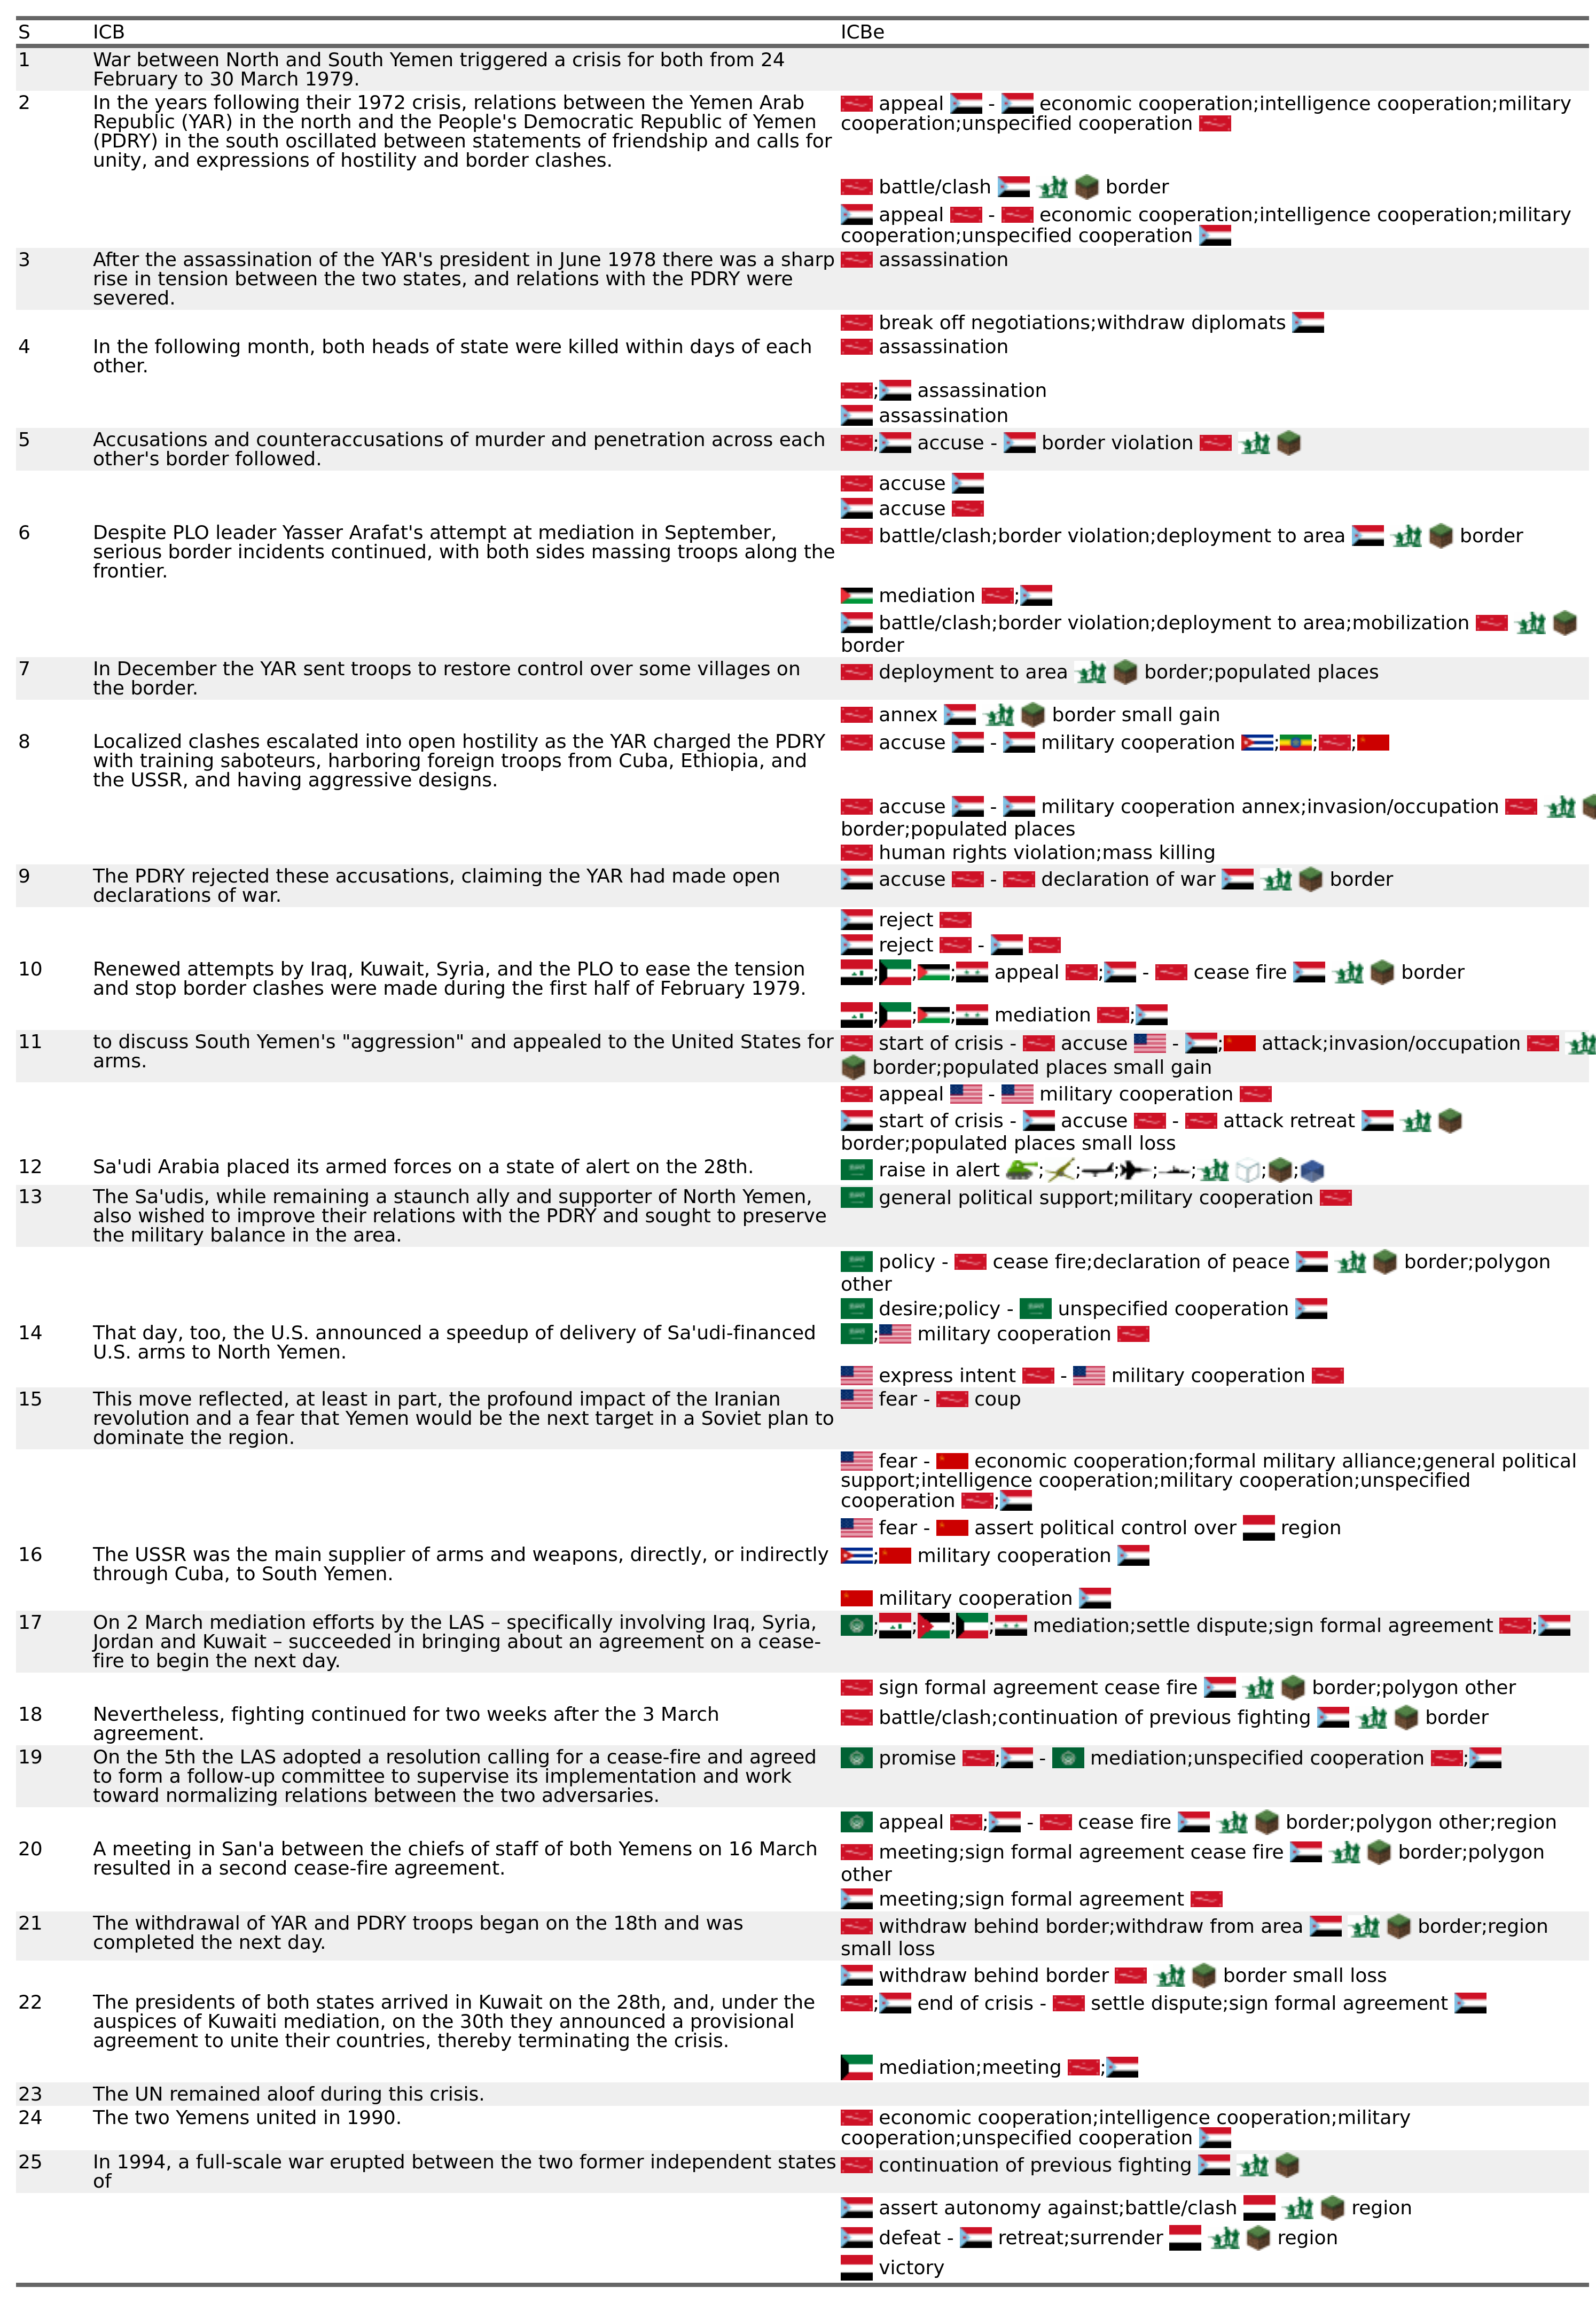 S ICB ICBe
1 War between North and South Yemen triggered a crisis for both from 24
February to 30 March 1979.
2 In the years following their 1972 crisis, relations between the Yemen Arab
Republic (YAR) in the north and the People's Democratic Republic of Yemen
(PDRY) in the south oscillated between statements of friendship and calls for
unity, and expressions of hostility and border clashes.
appeal - economic cooperation;intelligence cooperation;military
cooperation;unspecified cooperation
battle/clash border
appeal - economic cooperation;intelligence cooperation;military
cooperation;unspecified cooperation
3 After the assassination of the YAR's president in June 1978 there was a sharp
rise in tension between the two states, and relations with the PDRY were
severed.
assassination
break off negotiations;withdraw diplomats
4 In the following month, both heads of state were killed within days of each
other.
assassination
; assassination
assassination
5 Accusations and counteraccusations of murder and penetration across each
other's border followed.
; accuse - border violation
accuse
accuse
6 Despite PLO leader Yasser Arafat's attempt at mediation in September,
serious border incidents continued, with both sides massing troops along the
frontier.
battle/clash;border violation;deployment to area border
mediation ;
battle/clash;border violation;deployment to area;mobilization
border
7 In December the YAR sent troops to restore control over some villages on
the border.
deployment to area border;populated places
annex border small gain
8 Localized clashes escalated into open hostility as the YAR charged the PDRY
with training saboteurs, harboring foreign troops from Cuba, Ethiopia, and
the USSR, and having aggressive designs.
accuse - military cooperation ; ; ;
accuse - military cooperation annex;invasion/occupation
border;populated places
human rights violation;mass killing
9 The PDRY rejected these accusations, claiming the YAR had made open
declarations of war.
accuse - declaration of war border
reject
reject -
10 Renewed attempts by Iraq, Kuwait, Syria, and the PLO to ease the tension
and stop border clashes were made during the first half of February 1979.
; ; ; appeal ; - cease fire border
; ; ; mediation ;
11 to discuss South Yemen's "aggression" and appealed to the United States for
arms.
start of crisis - accuse - ; attack;invasion/occupation
border;populated places small gain
appeal - military cooperation
start of crisis - accuse - attack retreat
border;populated places small loss
12 Sa'udi Arabia placed its armed forces on a state of alert on the 28th.
raise in alert ; ; ; ; ; ; ;
13 The Sa'udis, while remaining a staunch ally and supporter of North Yemen,
also wished to improve their relations with the PDRY and sought to preserve
the military balance in the area.
general political support;military cooperation
policy - cease fire;declaration of peace border;polygon
other
desire;policy - unspecified cooperation
14 That day, too, the U.S. announced a speedup of delivery of Sa'udi-financed
U.S. arms to North Yemen.
; military cooperation
express intent - military cooperation
15 This move reflected, at least in part, the profound impact of the Iranian
revolution and a fear that Yemen would be the next target in a Soviet plan to
dominate the region.
fear - coup
fear - economic cooperation;formal military alliance;general political
support;intelligence cooperation;military cooperation;unspecified
cooperation ;
fear - assert political control over region
16 The USSR was the main supplier of arms and weapons, directly, or indirectly
through Cuba, to South Yemen.
; military cooperation
military cooperation
17 On 2 March mediation efforts by the LAS – specifically involving Iraq, Syria,
Jordan and Kuwait – succeeded in bringing about an agreement on a cease-
fire to begin the next day.
; ; ; ; mediation;settle dispute;sign formal agreement ;
sign formal agreement cease fire border;polygon other
18 Nevertheless, fighting continued for two weeks after the 3 March
agreement.
battle/clash;continuation of previous fighting border
19 On the 5th the LAS adopted a resolution calling for a cease-fire and agreed
to form a follow-up committee to supervise its implementation and work
toward normalizing relations between the two adversaries.
promise ; - mediation;unspecified cooperation ;
appeal ; - cease fire border;polygon other;region
20 A meeting in San'a between the chiefs of staff of both Yemens on 16 March
resulted in a second cease-fire agreement.
meeting;sign formal agreement cease fire border;polygon
other
meeting;sign formal agreement
21 The withdrawal of YAR and PDRY troops began on the 18th and was
completed the next day.
withdraw behind border;withdraw from area border;region
small loss
withdraw behind border border small loss
22 The presidents of both states arrived in Kuwait on the 28th, and, under the
auspices of Kuwaiti mediation, on the 30th they announced a provisional
agreement to unite their countries, thereby terminating the crisis.
; end of crisis - settle dispute;sign formal agreement
mediation;meeting ;
23 The UN remained aloof during this crisis.
24 The two Yemens united in 1990.
economic cooperation;intelligence cooperation;military
cooperation;unspecified cooperation
25 In 1994, a full-scale war erupted between the two former independent states
of
continuation of previous fighting
assert autonomy against;battle/clash region
defeat - retreat;surrender region
victory